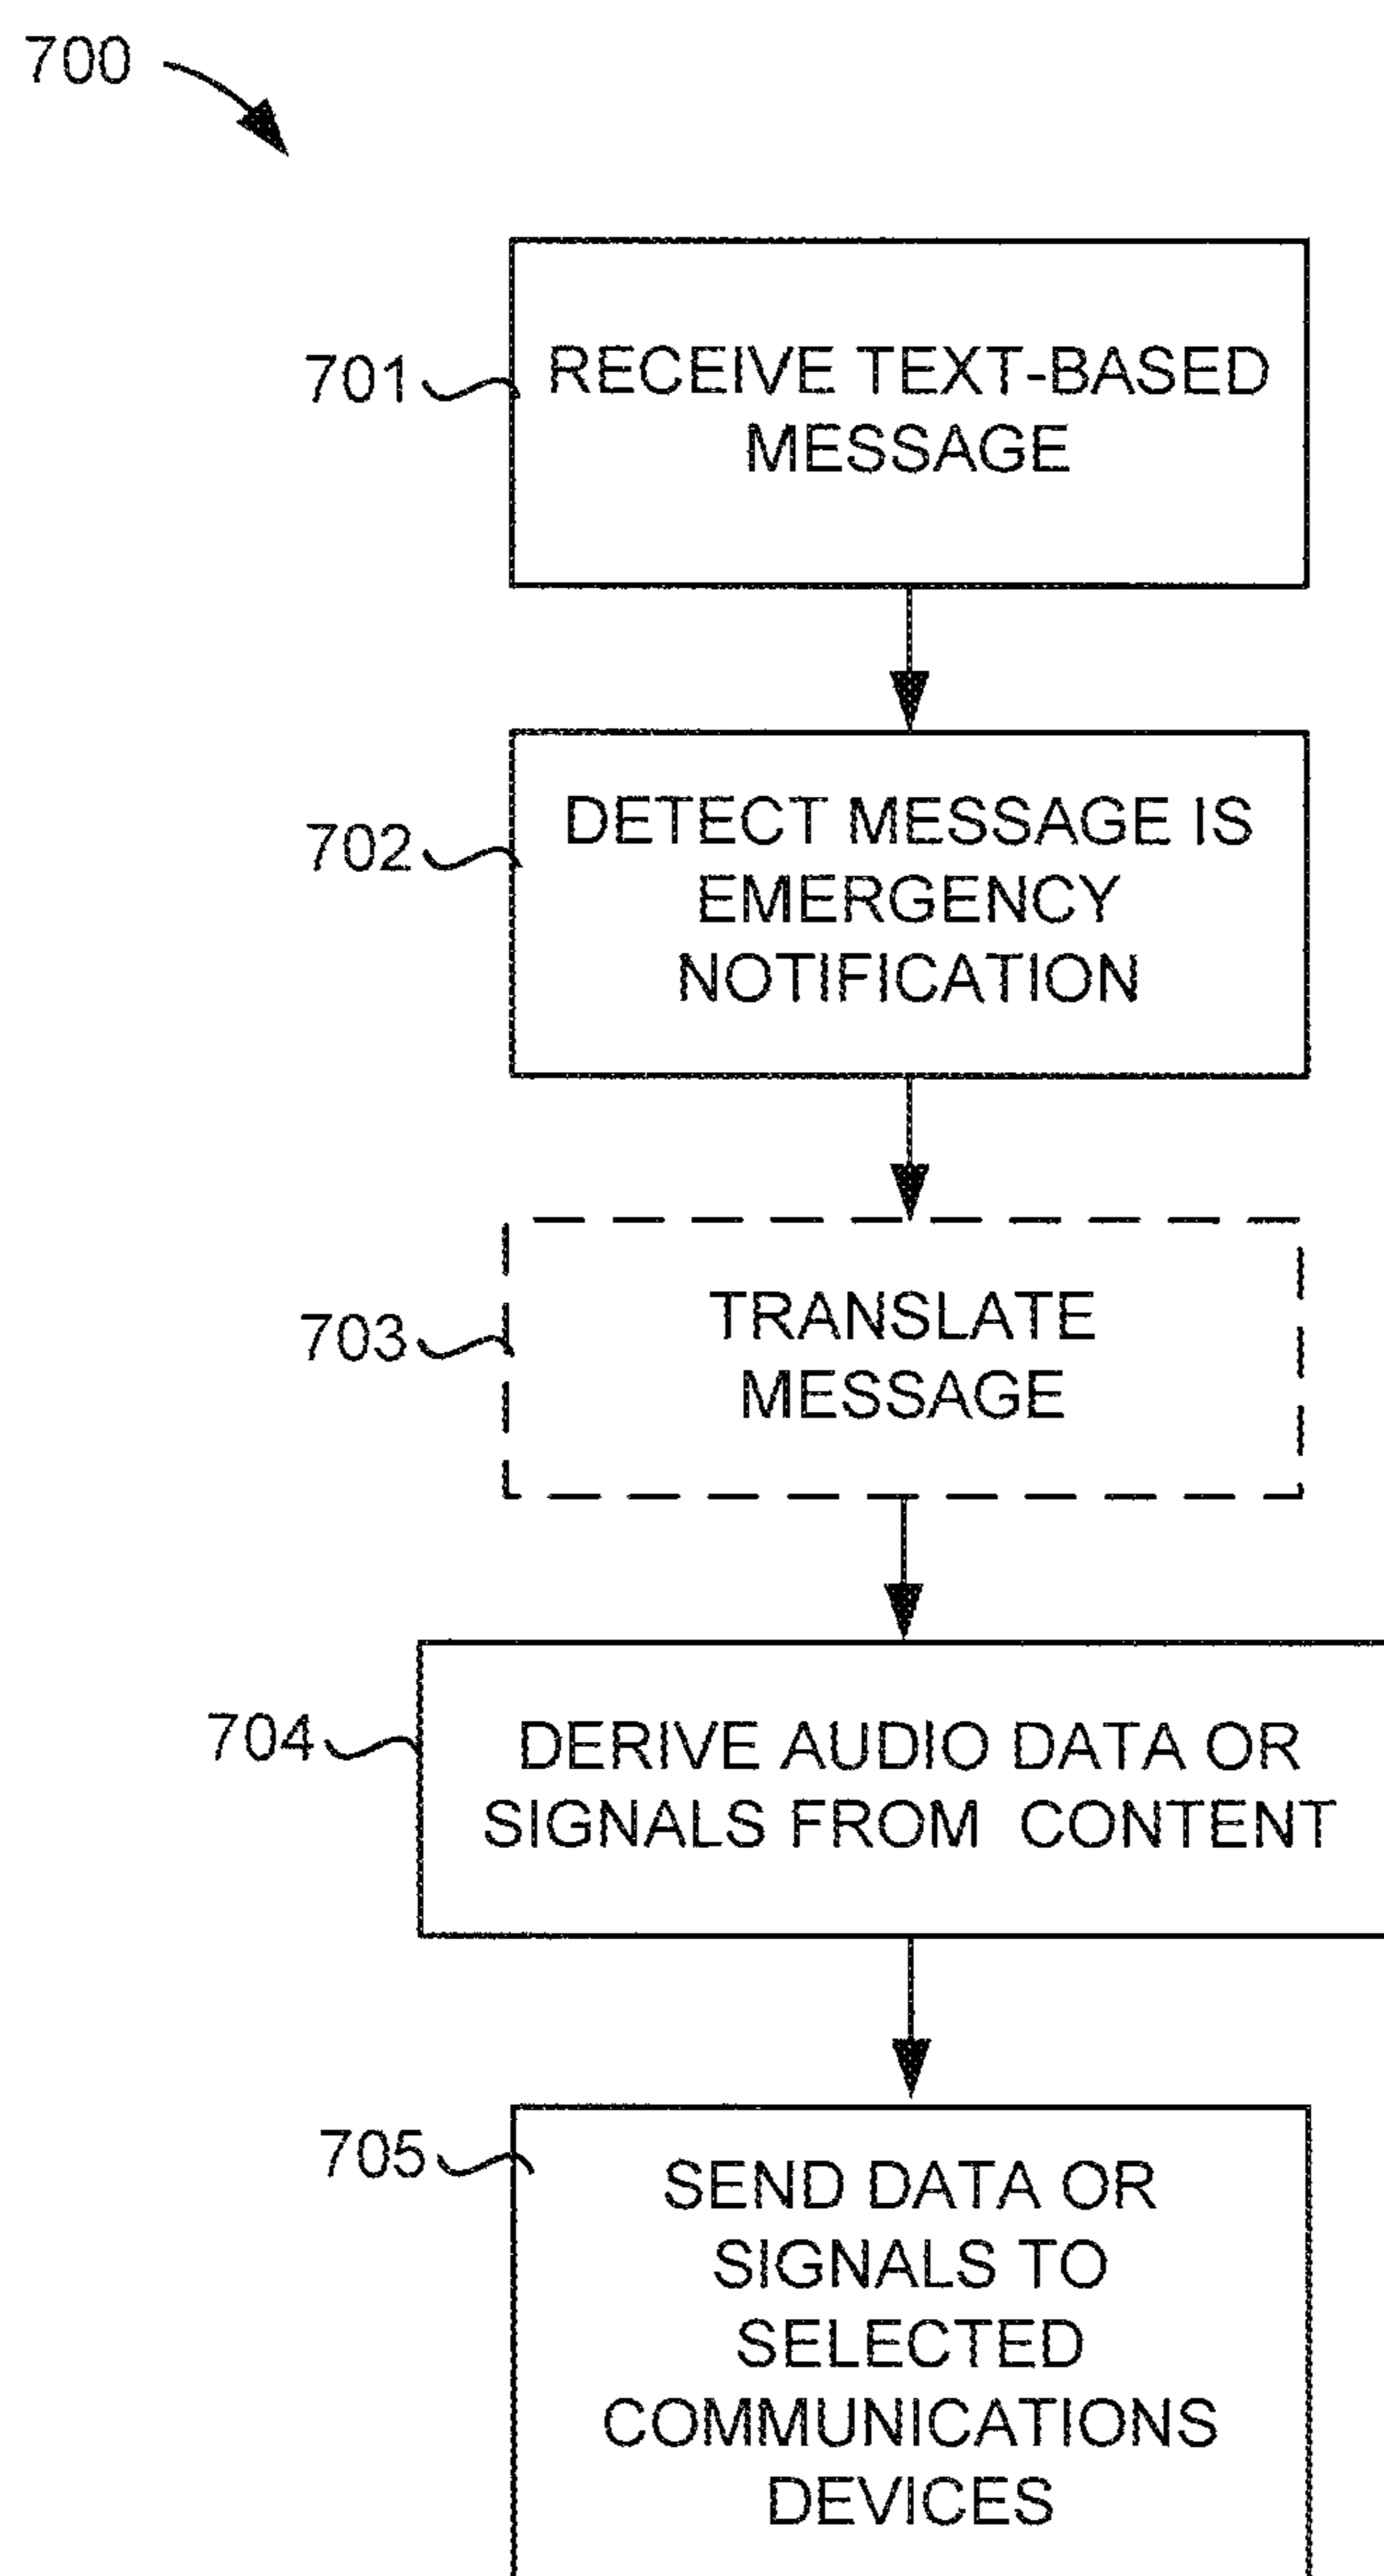 700
701
RECEIVE TEXT-BASED
MESSAGE
702
DETECT MESSAGE IS
EMERGENCY
NOTIFICATION
703
TRANSLATE
MESSAGE
704
DERIVE AUDIO DATA OR
SIGNALS FROM CONTENT
705
SEND DATA OR
SIGNALS TO
SELECTED
COMMUNICATIONS
DEVICES